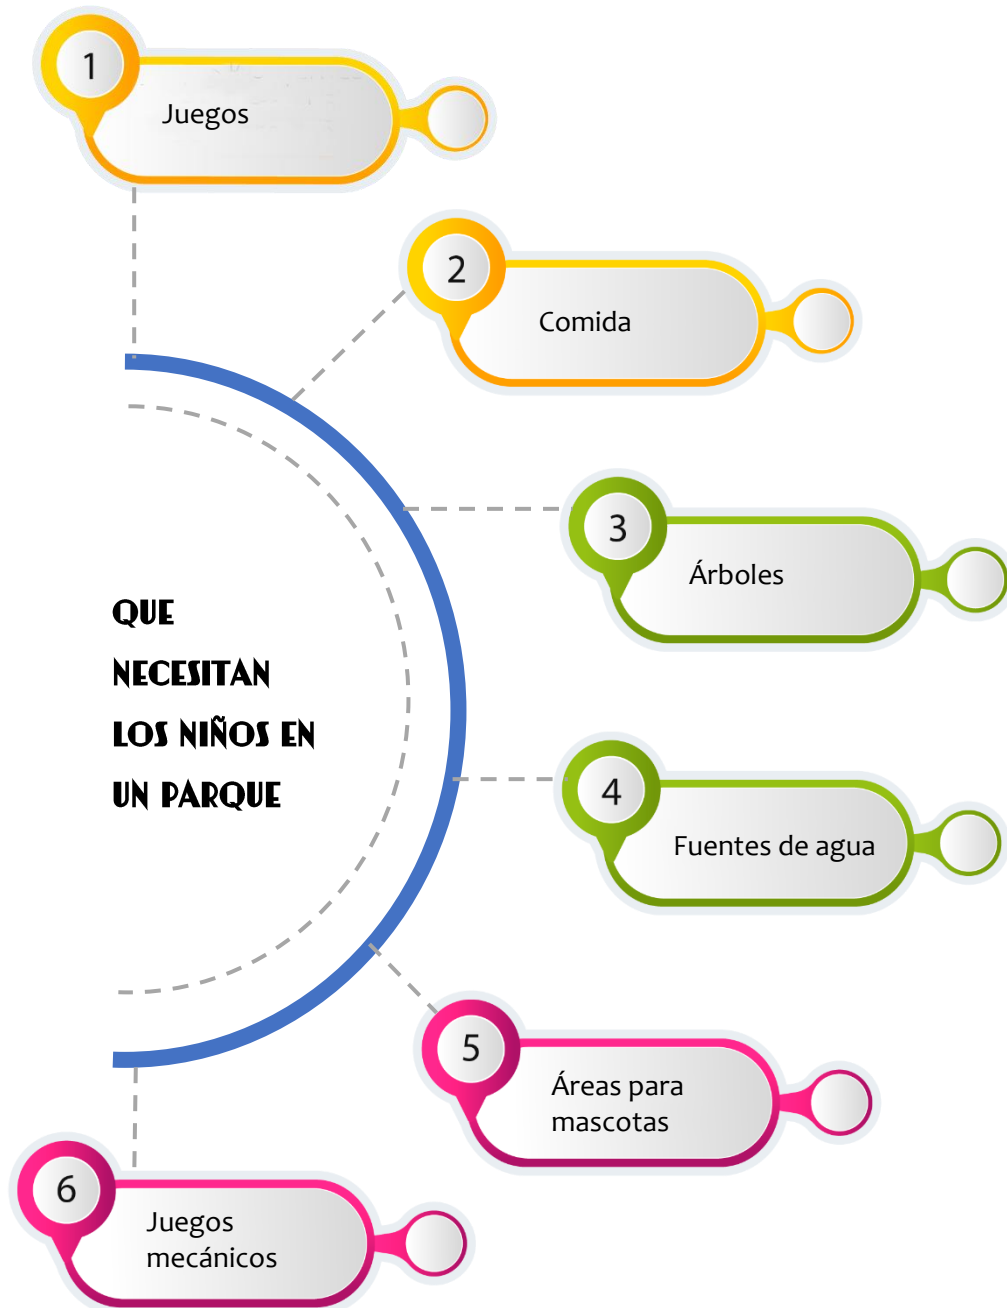 1
Juegos
2
Comida
3
Árboles
QUE
NECESITAN
LOS NIÑOS EN
UN PARQUE
4
Fuentes de agua
5
Áreas para
mascotas
6
Juegos
mecánicos